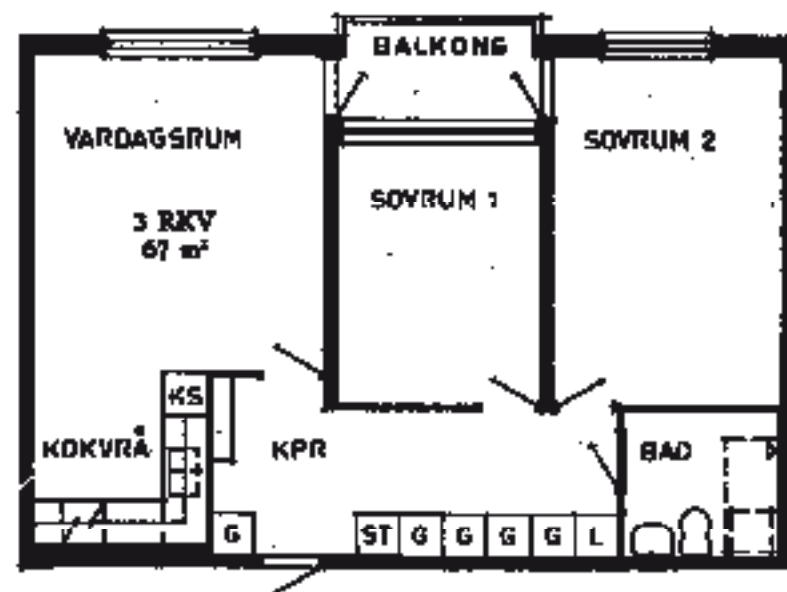 BALKONG
VARDAGSRUM
SOVRUM 2
SOVRUM 1
3 RKV
67 m²
KS
KOKVRÅ
KPR
BAD
G
ST
G
G
G
G
L